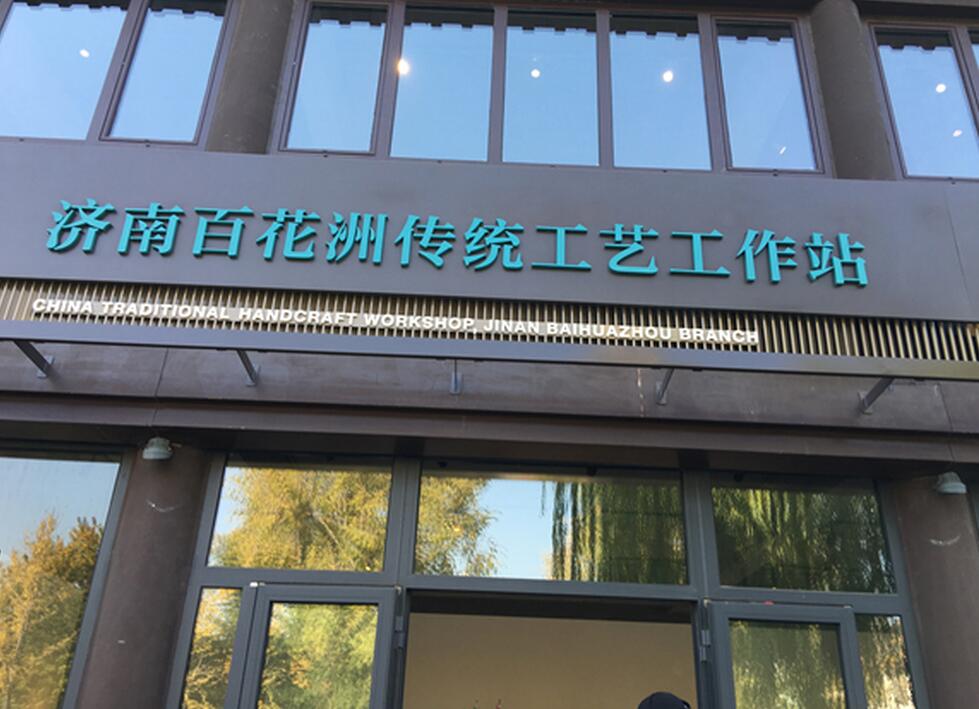 济南百花洲传统工艺工作站
CHINA TRADITIONAL HANDCRAFT WORKSHOP, JINAN BAIHUAZHOU BRANCH